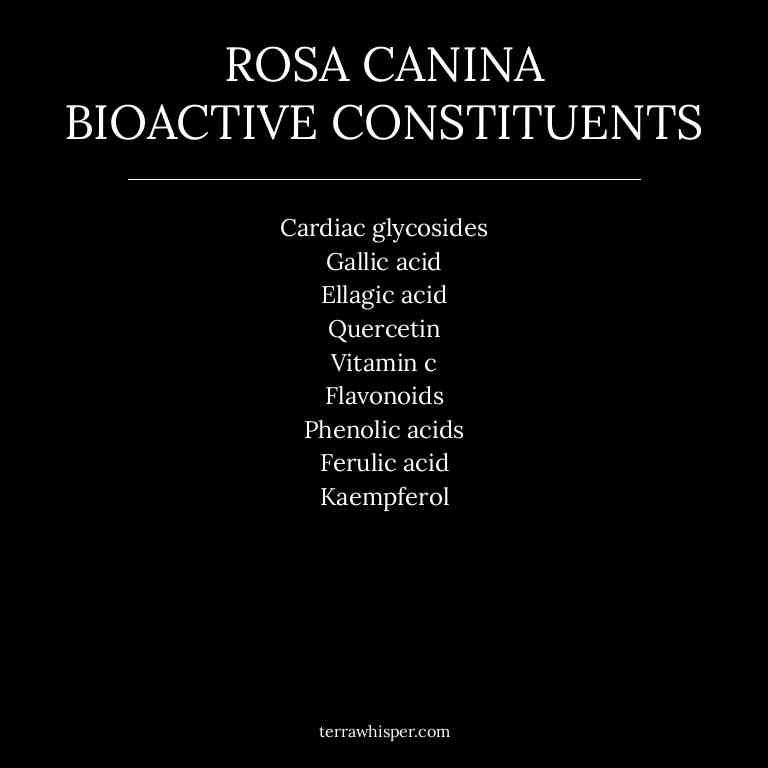 ROSA CANINA
BIOACTIVE CONSTITUENTS
Cardiac glycosides
Gallic acid
Ellagic acid
Quercetin
Vitamin c
Flavonoids
Phenolic acids
Ferulic acid
Kaempferol
terrawhisper.com